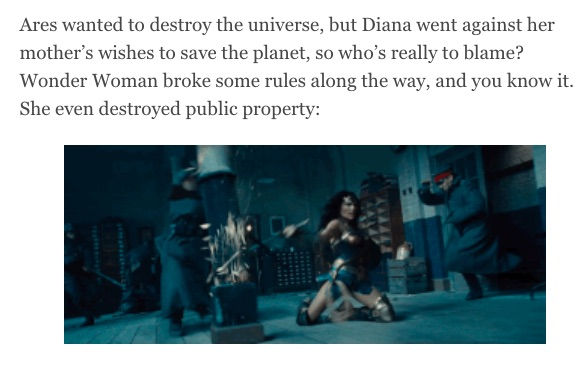 Ares wanted to destroy the universe, but Diana went against her
mother’s wishes to save the planet, so who’s really to blame?
Wonder Woman broke some rules along the way, and you know it.
She even destroyed public property: